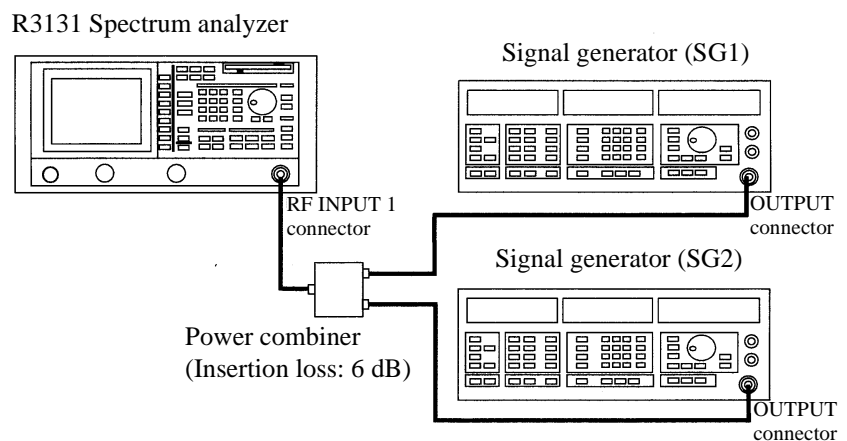 R3131 Spectrum analyzer
Signal generator (SG1)
RF INPUT 1
connector
OUTPUT
connector
Signal generator (SG2)
Power combiner
(Insertion loss: 6 dB)
OUTPUT
connector